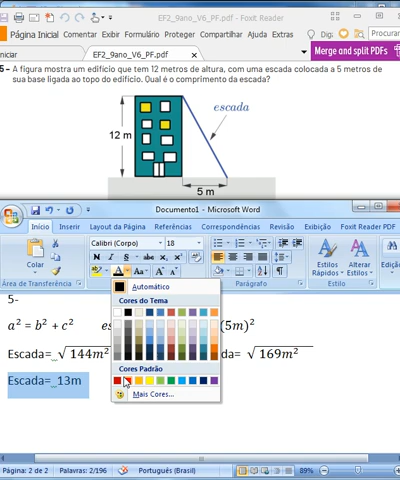 EF2_9ano_V6_PF.pdf - Foxit Reader
Página Inicial Comentar Exibir Formulário Proteger Compartilhar Ajuda Extras
Iniciar EF2_9ano_V6_PF.pdf Merge and split PDFs
5 – A figura mostra um edifício que tem 12 metros de altura, com uma escada colocada a 5 metros de
sua base ligada ao topo do edifício. Qual é o comprimento da escada?
escada
12 m
5 m
Documento1 - Microsoft Word
Início Inserir Layout da Página Referências Correspondências Revisão Exibição Foxit Reader PDF
Colar
Calibri (Corpo) 18
N I S abe x₂ x² Aa
Estilos Rápidos Alterar Estilos
Área de Transferência Parágrafo Estilo
Automático
Cores do Tema
Cores Padrão
Mais Cores...
5-
a² = b² + c² (5m)²
Escada= √144m² da= √169m²
Escada= 13m
Página: 2 de 2 Palavras: 2/196 Português (Brasil) 89%